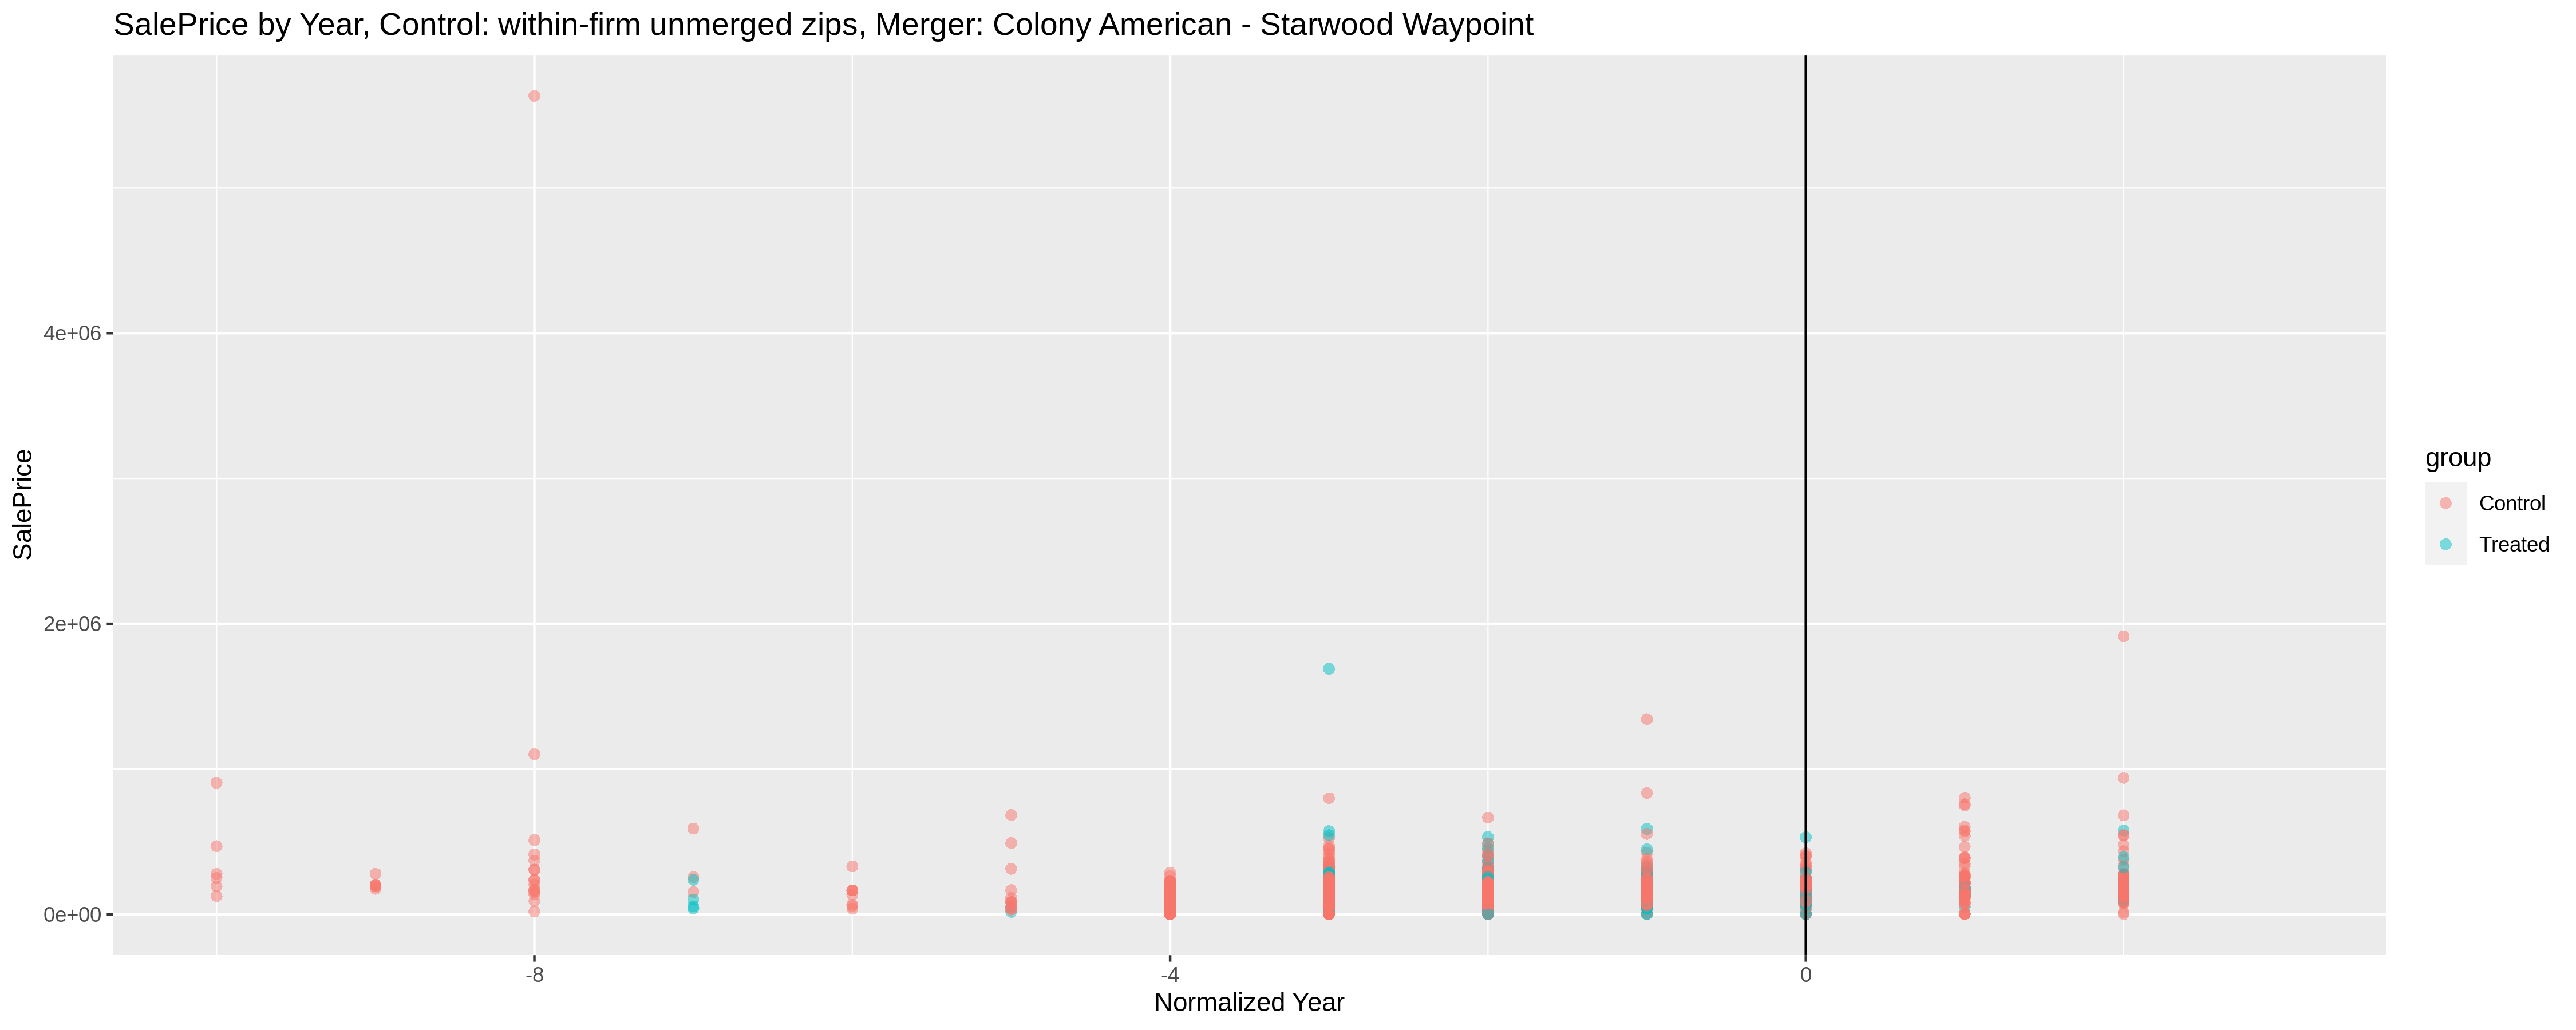 SalePrice by Year, Control: within-firm unmerged zips, Merger: Colony American - Starwood Waypoint
4e+06
2e+06
0e+00
SalePrice
-8
-4
0
Normalized Year
group
Control
Treated